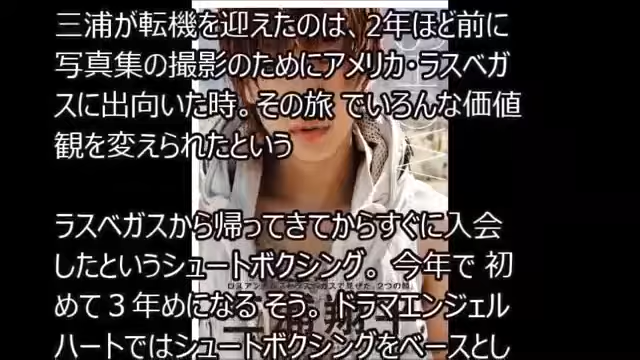 三浦が転機を迎えたのは、2年ほど前に
写真集の撮影のためにアメリカ・ラスベガ
スに出向いた時。その旅 でいろんな価値
観を変えられたという
ラスベガスから帰ってきてからすぐに入会
したというシュートボクシング。 今年で 初
めて 3 年めになる そう。ドラマエンジェル
ハートではシュートボクシングをベースとし
三浦翔平